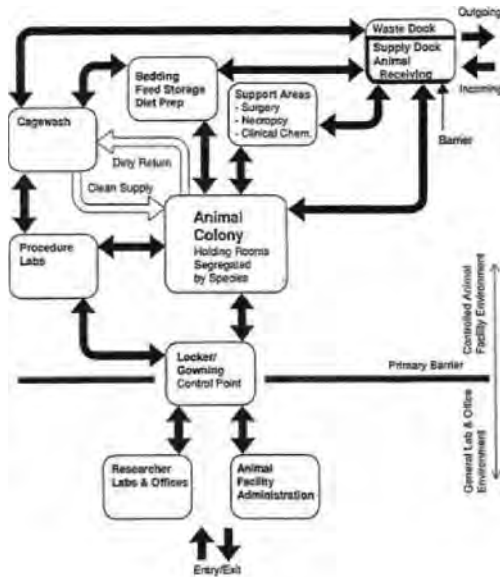 Outgoing
Waste Dock
Supply Dock
Animal
Receiving
Incoming
Barrier
Bedding
Feed Storage
Diet Prep
Support Areas
- Surgery
- Necropsy
- Clinical Chem.
Cagewash
Dirty Return
Clean Supply
Animal
Colony
Holding Rooms
Segregated
by Species
Procedure
Labs
Controlled Animal
Facility Environment
Locker/
Gowning
Control Point
Primary Barrier
General Lab & Office
Environment
Researcher
Labs & Offices
Animal
Facility
Administration
Entry/Exit